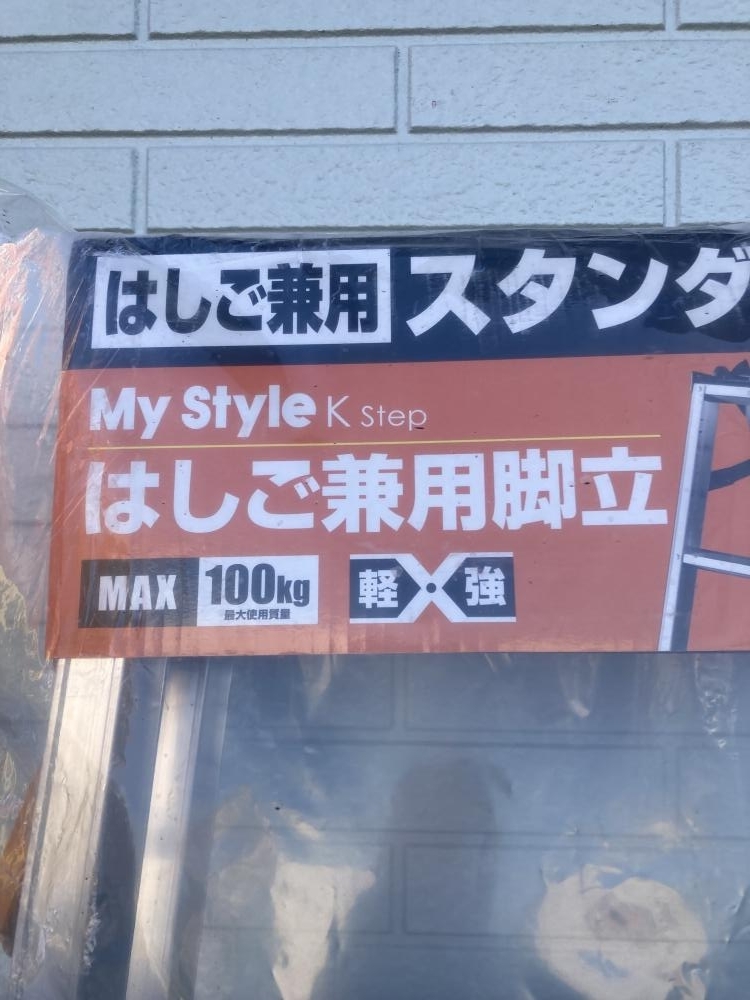 はしご兼用 スタンダ
My Style K Step
はしご兼用脚立
MAX 100kg 軽・強
最大使用質量